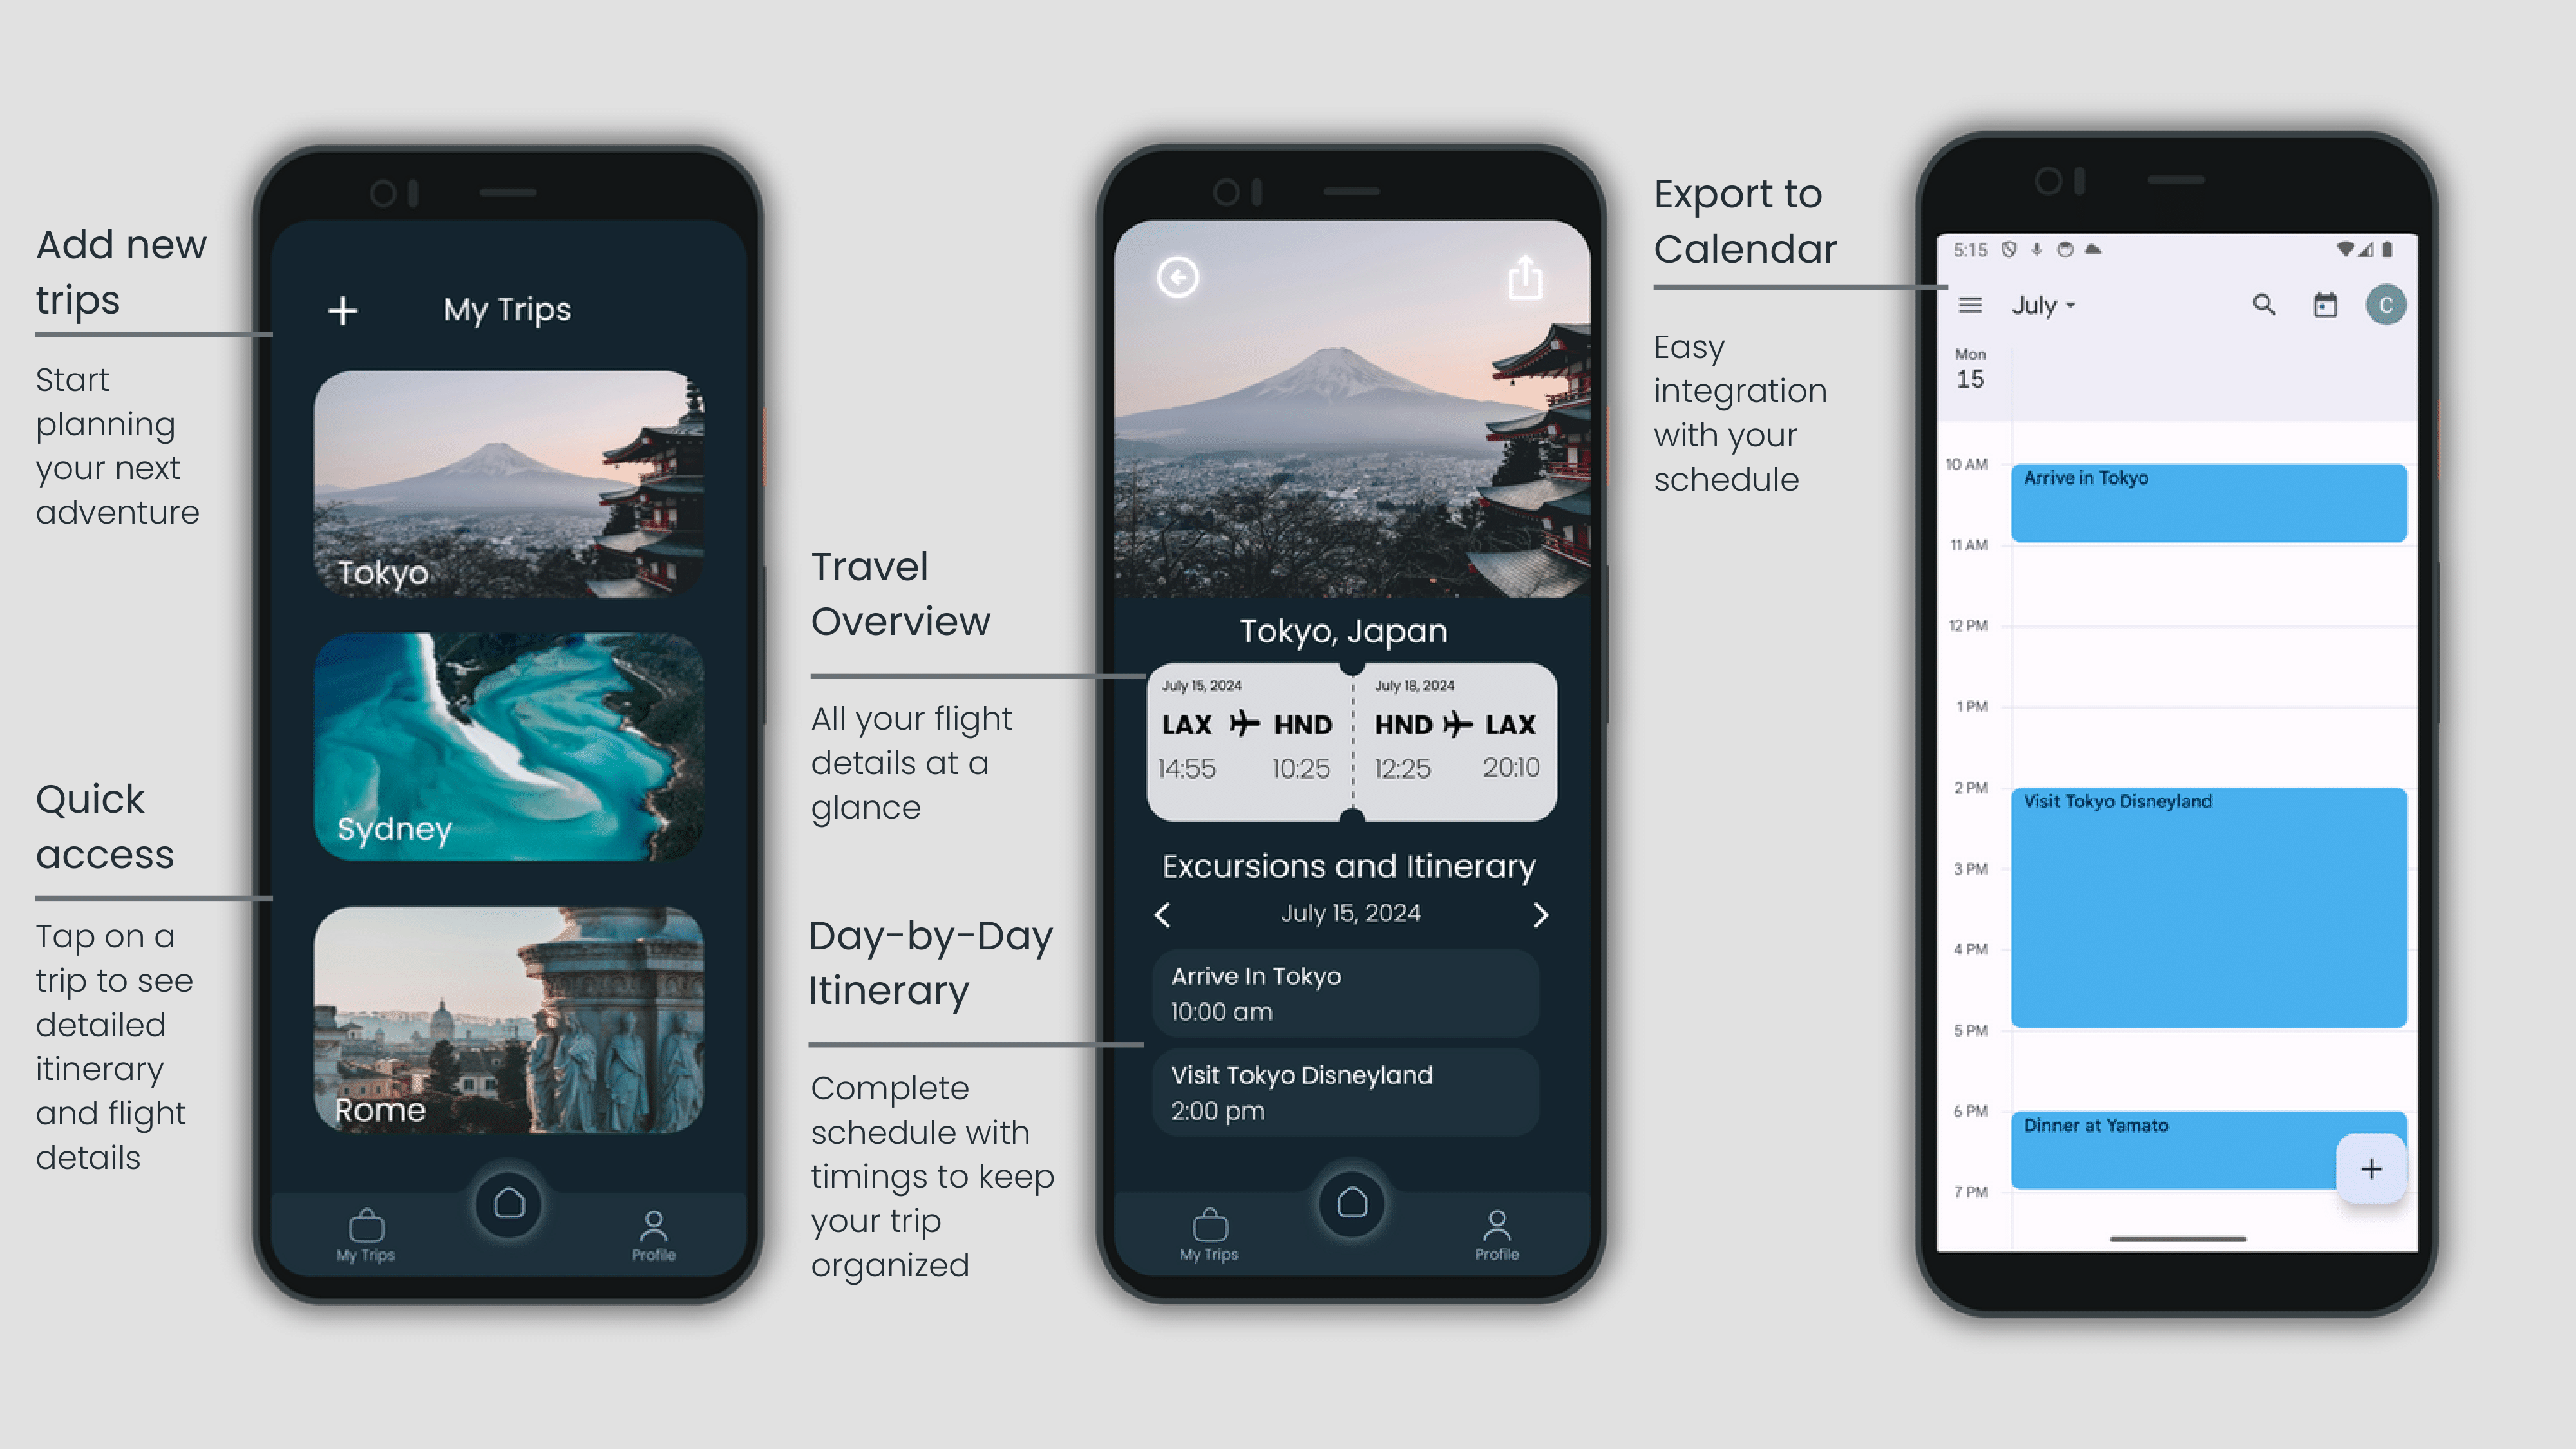 Add new
trips
Start
planning
your next
adventure
Quick
access
Tap on a
trip to see
detailed
itinerary
and flight
details
My Trips
Tokyo
Sydney
Rome
My Trips
Profile
Travel
Overview
All your flight
details at a
glance
Day-by-Day
Itinerary
Complete
schedule with
timings to keep
your trip
organized
Tokyo, Japan
July 15, 2024 July 18, 2024
LAX HND HND LAX
14:55 10:25 12:25 20:10
Excursions and Itinerary
July 15, 2024
Arrive In Tokyo
10:00 am
Visit Tokyo Disneyland
2:00 pm
My Trips
Profile
Export to
Calendar
Easy
integration
with your
schedule
5:15
July
C
Mon
15
10 AM
Arrive in Tokyo
11 AM
12 PM
1 PM
2 PM
Visit Tokyo Disneyland
3 PM
4 PM
5 PM
6 PM
Dinner at Yamato
7 PM